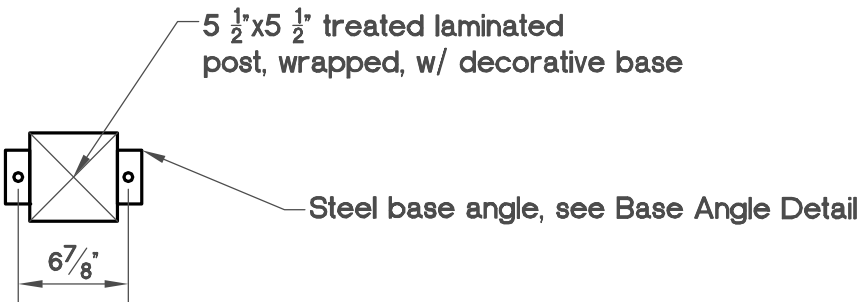 5 1/2"x5 1/2" treated laminated
post, wrapped, w/ decorative base
Steel base angle, see Base Angle Detail
6 7/8"